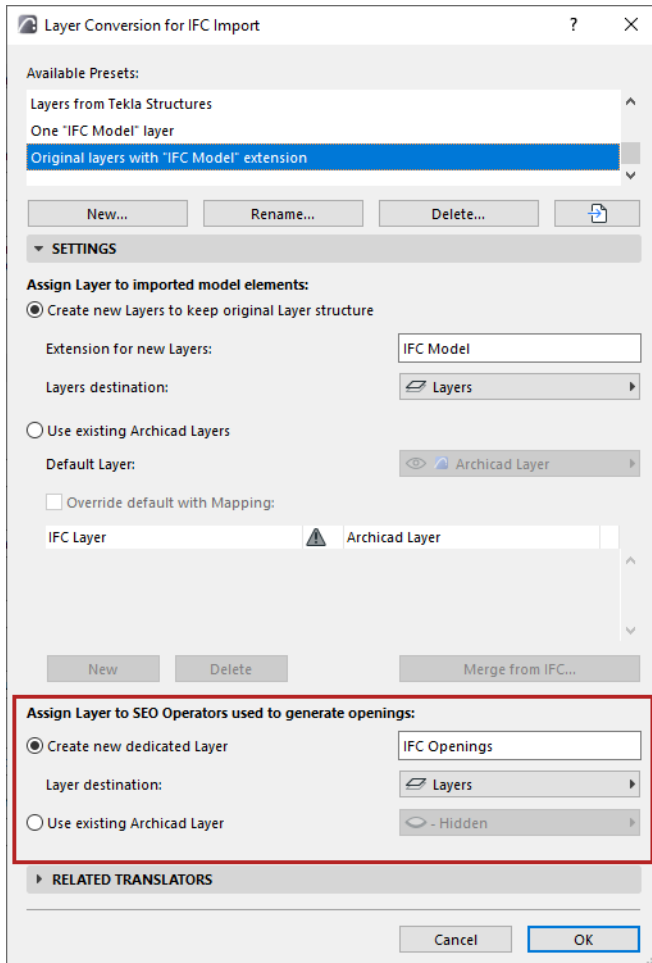 Layer Conversion for IFC Import
Available Presets:
Layers from Tekla Structures
One "IFC Model" layer
Original layers with "IFC Model" extension
New... Rename... Delete...
SETTINGS
Assign Layer to imported model elements:
Create new Layers to keep original Layer structure
Extension for new Layers: IFC Model
Layers destination: Layers
Use existing Archicad Layers
Default Layer: Archicad Layer
Override default with Mapping:
IFC Layer Archicad Layer
New Delete Merge from IFC...
Assign Layer to SEO Operators used to generate openings:
Create new dedicated Layer IFC Openings
Layer destination: Layers
Use existing Archicad Layer - Hidden
RELATED TRANSLATORS
Cancel OK